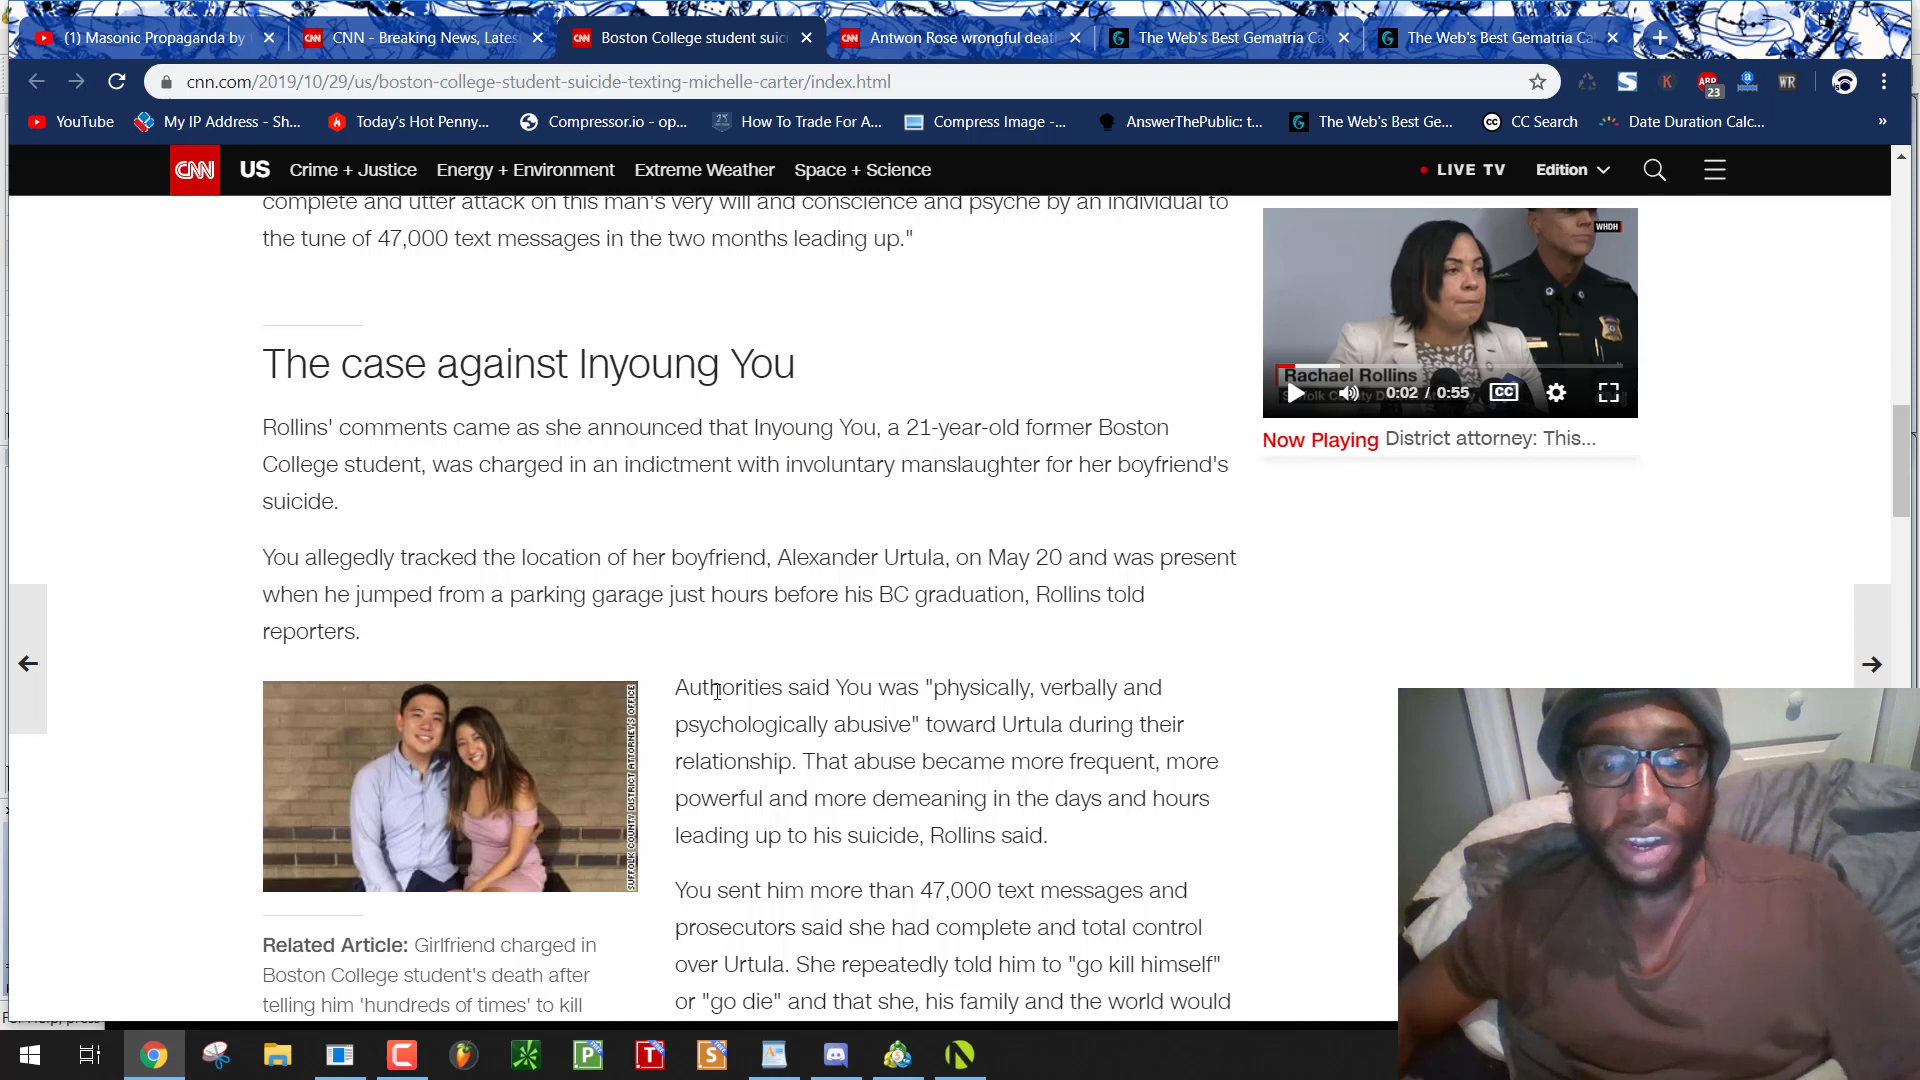 (1) Masonic Propaganda by
CNN - Breaking News, Lates
Boston College student suici
Antwon Rose wrongful deat
The Web's Best Gematria Ca
The Web's Best Gematria Ca
cnn.com/2019/10/29/us/boston-college-student-suicide-texting-michelle-carter/index.html
ABP
23
a
WR
K
S
YouTube
My IP Address - Sh...
Today's Hot Penny...
Compressor.io - op...
How To Trade For A...
Compress Image -...
AnswerThePublic: t...
The Web's Best Ge...
CC Search
Date Duration Calc...
»
CNN US Crime + Justice Energy + Environment Extreme Weather Space + Science
LIVE TV Edition
complete and utter attack on this man's very will and conscience and psyche by an individual to
the tune of 47,000 text messages in the two months leading up."
WHDH
Rachael Rollins
0:02 / 0:55
CC
Now Playing District attorney: This...
The case against Inyoung You
Rollins' comments came as she announced that Inyoung You, a 21-year-old former Boston
College student, was charged in an indictment with involuntary manslaughter for her boyfriend's
suicide.
You allegedly tracked the location of her boyfriend, Alexander Urtula, on May 20 and was present
when he jumped from a parking garage just hours before his BC graduation, Rollins told
reporters.
SUFFOLK COUNTY DISTRICT ATTORNEY'S OFFICE
Authorities said You was "physically, verbally and
psychologically abusive" toward Urtula during their
relationship. That abuse became more frequent, more
powerful and more demeaning in the days and hours
leading up to his suicide, Rollins said.
You sent him more than 47,000 text messages and
prosecutors said she had complete and total control
over Urtula. She repeatedly told him to "go kill himself"
or "go die" and that she, his family and the world would
Related Article: Girlfriend charged in
Boston College student's death after
telling him 'hundreds of times' to kill